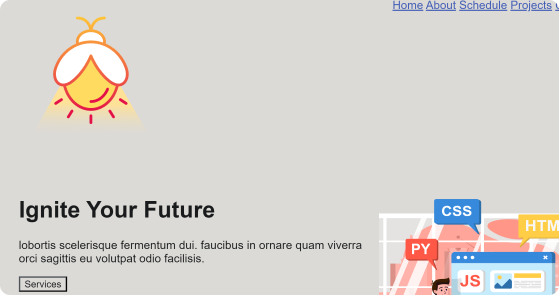 Home About Schedule Projects
Ignite Your Future
lobortis scelerisque fermentum dui. faucibus in ornare quam viverra
orci sagittis eu volutpat odio facilisis.
Services
CSS
HTM
PY
JS